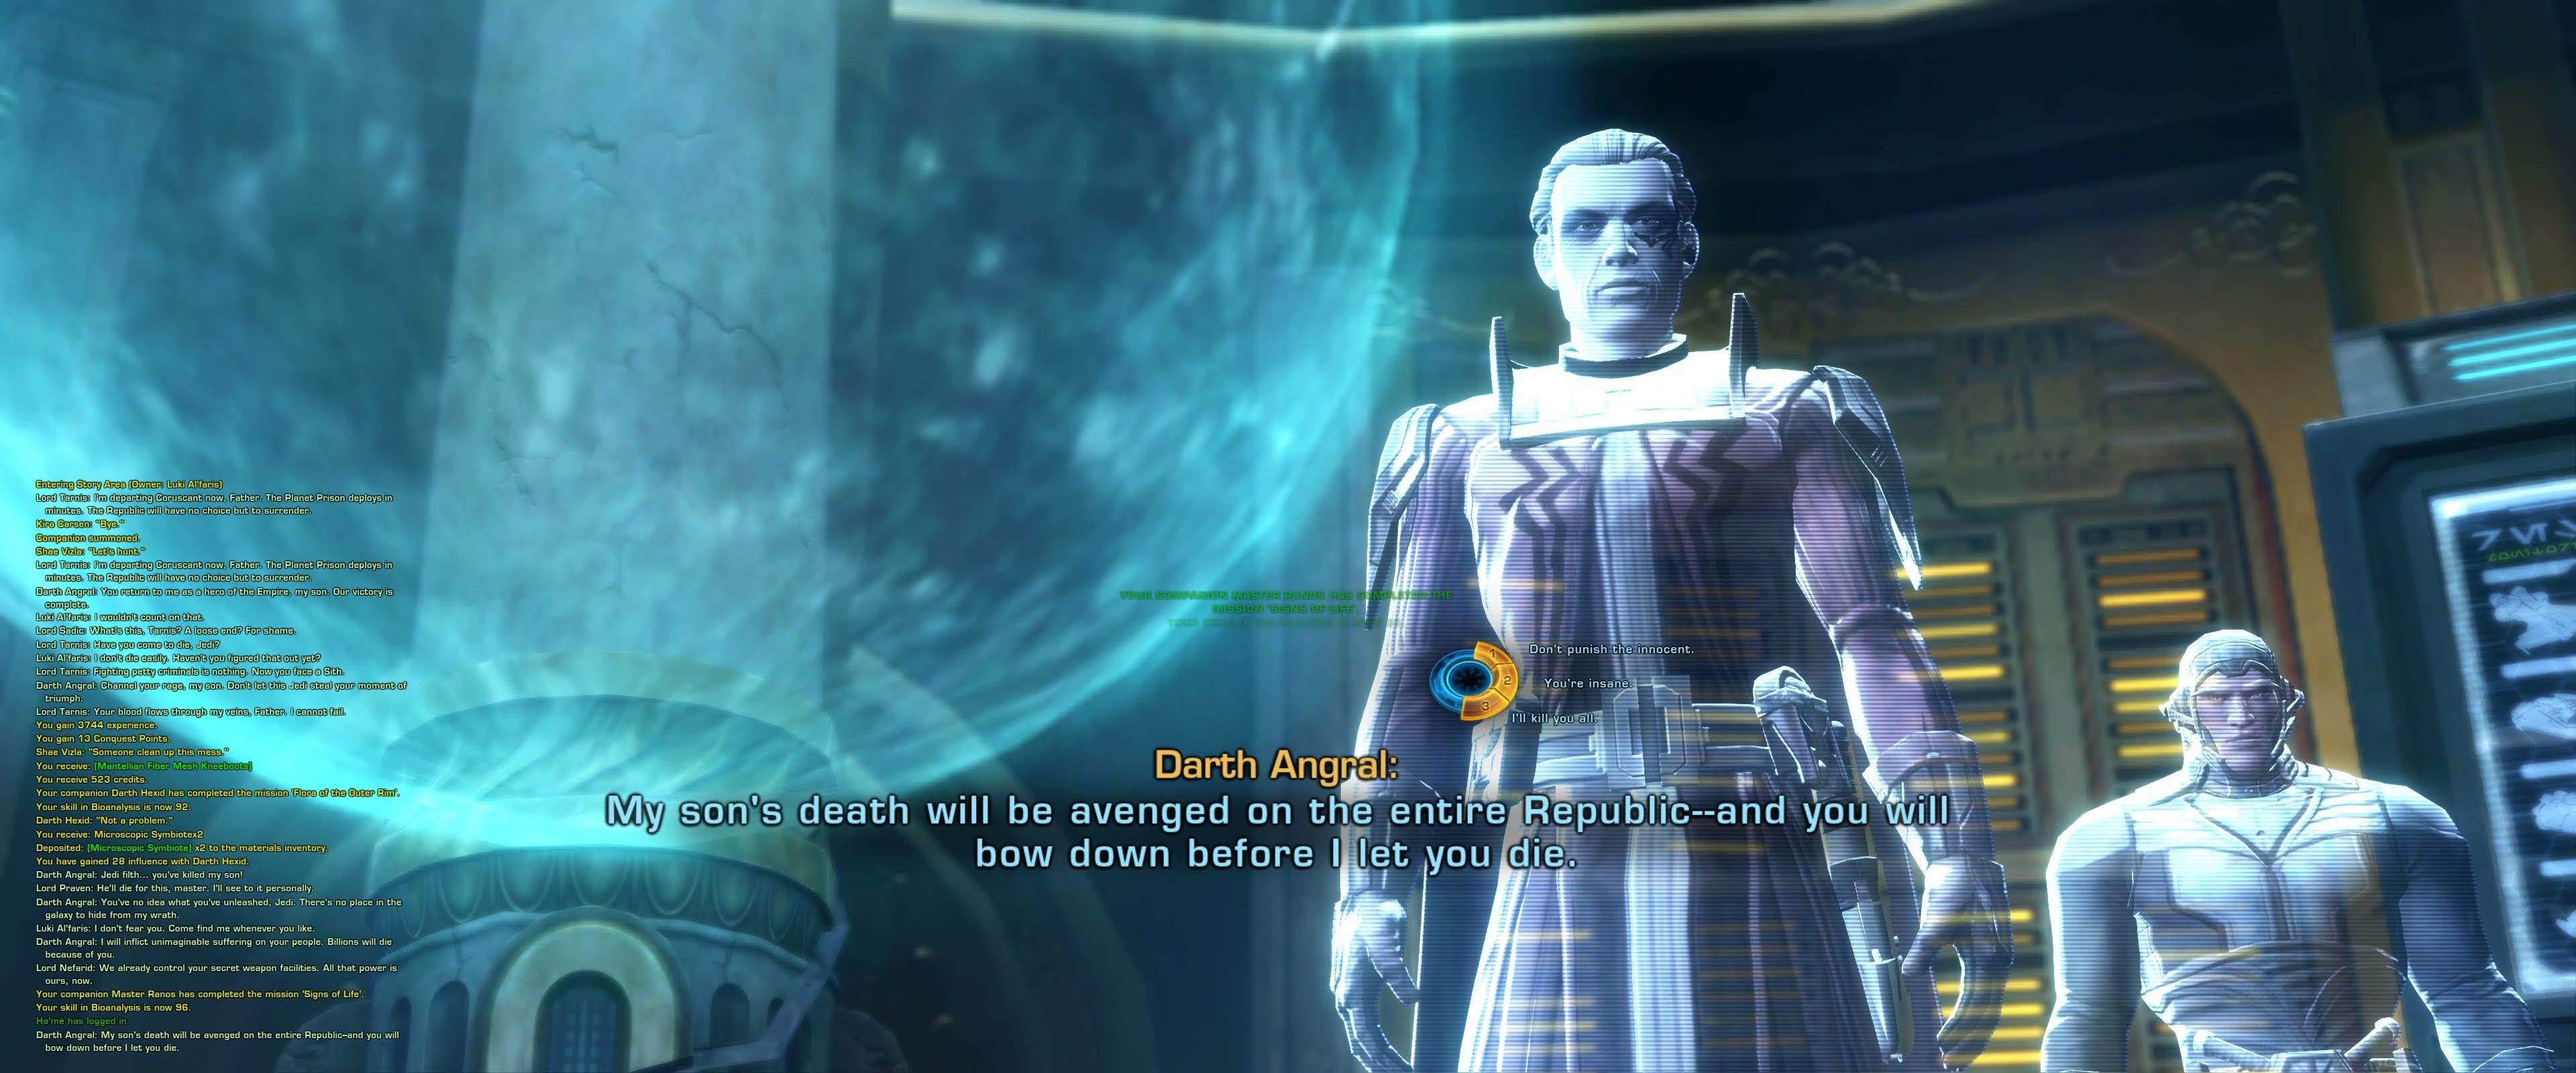 Entering Story Area (Owner: Luki Al'faris)
Lord Tarnis: I'm departing Coruscant now, Father. The Planet Prison deploys in
minutes. The Republic will have no choice but to surrender.
Kira Carsen: "Bye."
Companion summoned.
Shae Vizla: "Let's hunt."
Lord Tarnis: I'm departing Coruscant now, Father. The Planet Prison deploys in
minutes. The Republic will have no choice but to surrender.
Darth Angral: You return to me as a hero of the Empire, my son. Our victory is
complete.
Luki Al'faris: I wouldn't count on that.
Lord Sadic: What's this, Tarnis? A loose end? For shame.
Lord Tarnis: Have you come to die, Jedi?
Luki Al'faris: I don't die easily. Haven't you figured that out yet?
Lord Tarnis: Fighting petty criminals is nothing. Now you face a Sith.
Darth Angral: Channel your rage, my son. Don't let this Jedi steal your moment of
triumph.
Lord Tarnis: Your blood flows through my veins, Father. I cannot fail.
You gain 3744 experience.
You gain 13 Conquest Points.
Shae Vizla: "Someone clean up this mess."
You receive: [Mantellian Fiber Mesh Kneeboots]
You receive 523 credits.
Your companion Darth Hexid has completed the mission 'Flora of the Outer Rim'.
Your skill in Bioanalysis is now 92.
Darth Hexid: "Not a problem."
You receive: Microscopic Symbiotex2
Deposited: [Microscopic Symbiote] x2 to the materials inventory.
You have gained 28 influence with Darth Hexid.
Darth Angral: Jedi filth... you've killed my son!
Lord Praven: He'll die for this, master. I'll see to it personally.
Darth Angral: You've no idea what you've unleashed, Jedi. There's no place in the
galaxy to hide from my wrath.
Luki Al'faris: I don't fear you. Come find me whenever you like.
Darth Angral: I will inflict unimaginable suffering on your people. Billions will die
because of you.
Lord Nefarid: We already control your secret weapon facilities. All that power is
ours, now.
Your companion Master Ranos has completed the mission 'Signs of Life'.
Your skill in Bioanalysis is now 96.
Ha'mè has logged in.
Darth Angral: My son's death will be avenged on the entire Republic--and you will
bow down before I let you die.
YOUR COMPANION MASTER RANOS HAS COMPLETED THE
MISSION 'SIGNS OF LIFE'.
1 Don't punish the innocent.
2 You're insane.
3 I'll kill you all.
Darth Angral:
My son's death will be avenged on the entire Republic--and you will
bow down before I let you die.